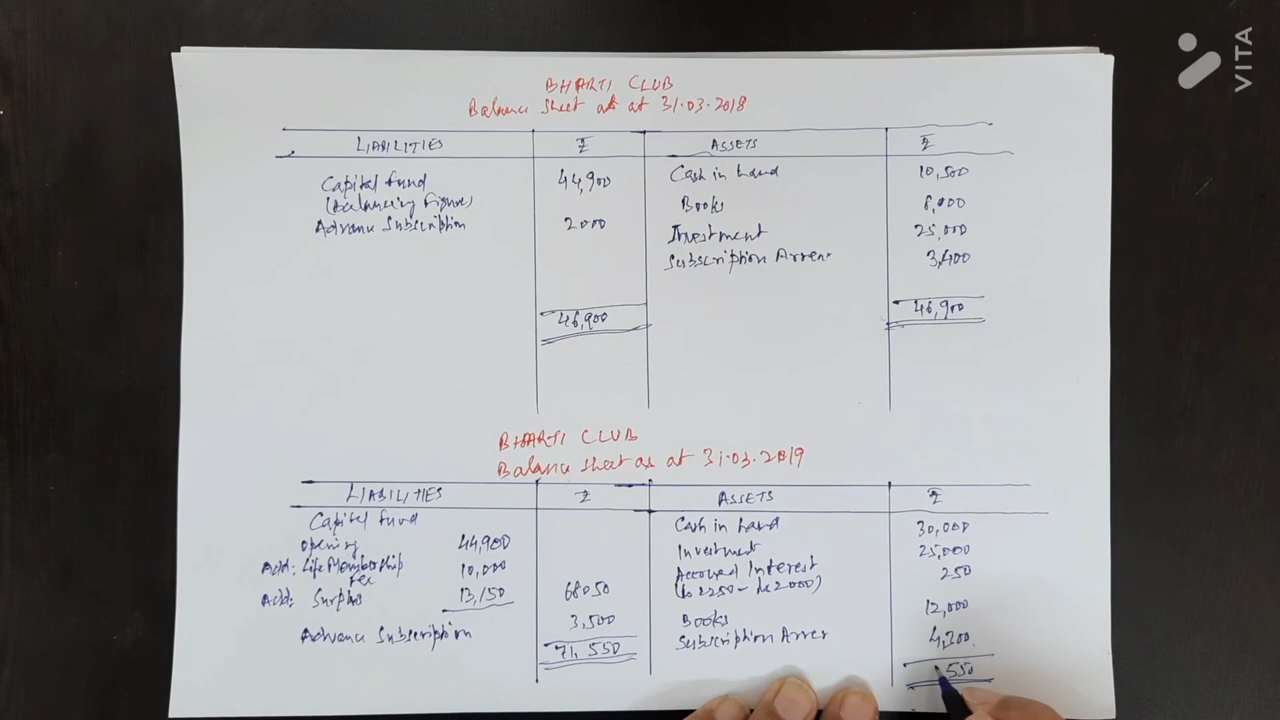 VITA
BHARTI CLUB
Balance sheet as at 31.03.2018
LIABILITIES ₹ ASSETS ₹
Capital fund 44,900 Cash in hand 10,500
(Balancing figure) Books 8,000
Advance Subscription 2000 Investment 25,000
Subscription Arrear 3,400
46,900 46,900
BHARTI CLUB
Balance sheet as at 31.03.2019
LIABILITIES ₹ ASSETS ₹
Capital fund Cash in hand 30,000
opening 44,900 Investment 25,000
Add: Life Membership 10,000 Accrued Interest 250
fee (₹2250 - ₹2000)
Add: Surplus 13,150 68050 Books 12,000
Advance Subscription 3,500 Subscription Arrear 4,300
71,550 550